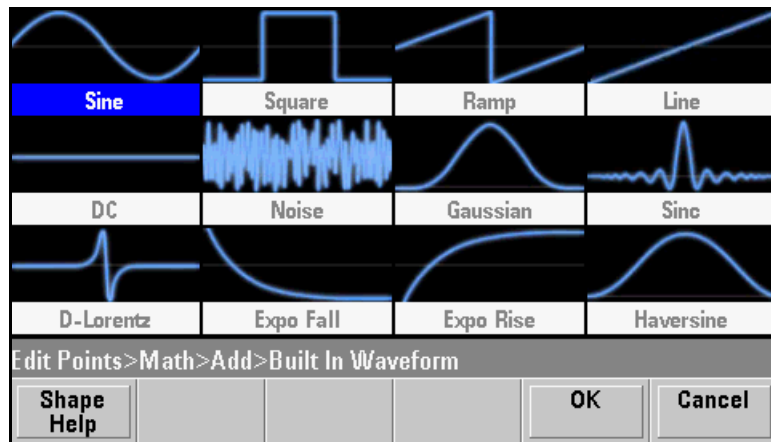 Sine Square Ramp Line
DC Noise Gaussian Sinc
D-Lorentz Expo Fall Expo Rise Haversine
Edit Points>Math>Add>Built In Waveform
Shape Help OK Cancel